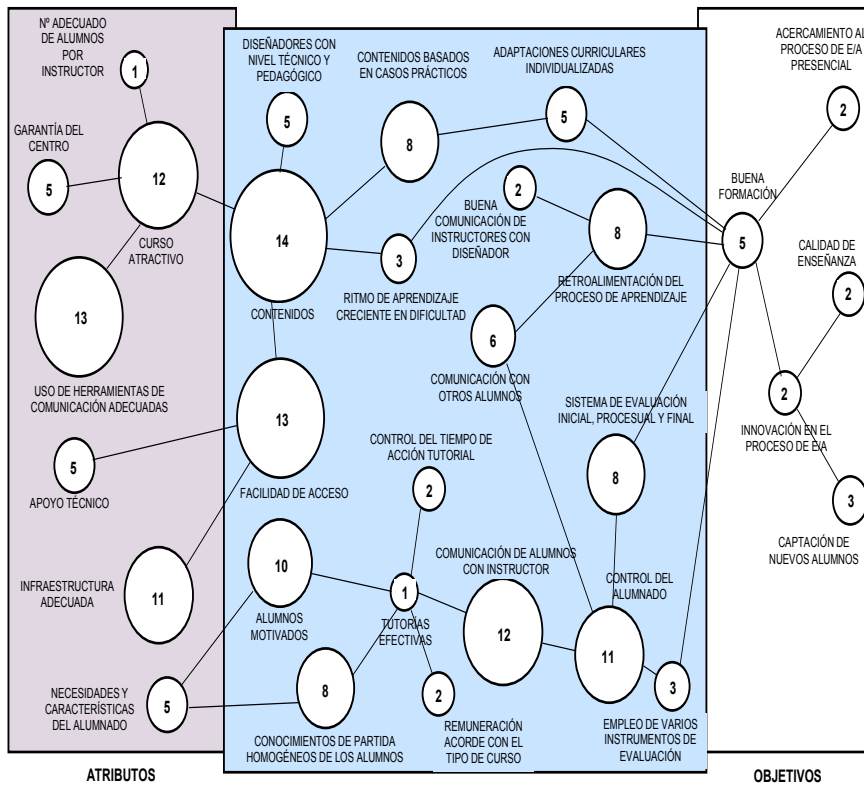 Nº ADECUADO
DE ALUMNOS
POR
INSTRUCTOR
1
GARANTÍA DEL
CENTRO
5
12
CURSO
ATRACTIVO
13
USO DE HERRAMIENTAS DE
COMUNICACIÓN ADECUADAS
5
APOYO TÉCNICO
INFRAESTRUCTURA
ADECUADA
11
NECESIDADES Y
CARACTERÍSTICAS
DEL ALUMNADO
5
ATRIBUTOS
DISEÑADORES CON
NIVEL TÉCNICO Y
PEDAGÓGICO
5
CONTENIDOS BASADOS
EN CASOS PRÁCTICOS
8
ADAPTACIONES CURRICULARES
INDIVIDUALIZADAS
5
14
CONTENIDOS
3
RITMO DE APRENDIZAJE
CRECIENTE EN DIFICULTAD
2
BUENA
COMUNICACIÓN DE
INSTRUCTORES CON
DISEÑADOR
8
RETROALIMENTACIÓN DEL
PROCESO DE APRENDIZAJE
6
COMUNICACIÓN CON
OTROS ALUMNOS
13
FACILIDAD DE ACCESO
SISTEMA DE EVALUACIÓN
INICIAL, PROCESUAL Y FINAL
8
CONTROL DEL TIEMPO DE
ACCIÓN TUTORIAL
2
10
ALUMNOS
MOTIVADOS
1
TUTORÍAS
EFECTIVAS
COMUNICACIÓN DE ALUMNOS
CON INSTRUCTOR
12
CONTROL DEL
ALUMNADO
11
8
CONOCIMIENTOS DE PARTIDA
HOMOGÉNEOS DE LOS ALUMNOS
2
REMUNERACIÓN
ACORDE CON EL
TIPO DE CURSO
3
EMPLEO DE VARIOS
INSTRUMENTOS DE
EVALUACIÓN
ACERCAMIENTO AL
PROCESO DE E/A
PRESENCIAL
2
BUENA
FORMACIÓN
5
CALIDAD DE
ENSEÑANZA
2
2
INNOVACIÓN EN EL
PROCESO DE E/A
3
CAPTACIÓN DE
NUEVOS ALUMNOS
OBJETIVOS